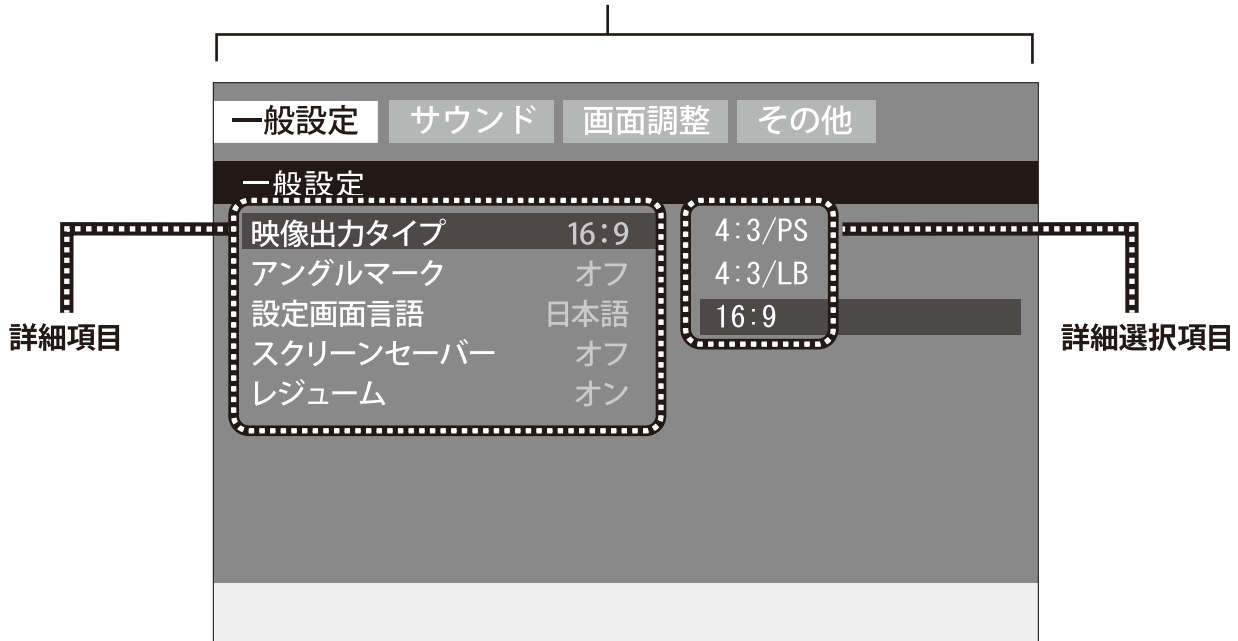 一般設定 サウンド 画面調整 その他
一般設定
映像出力タイプ 16:9
アングルマーク オフ
設定画面言語 日本語
スクリーンセーバー オフ
レジューム オン
4:3/PS
4:3/LB
16:9
詳細項目
詳細選択項目